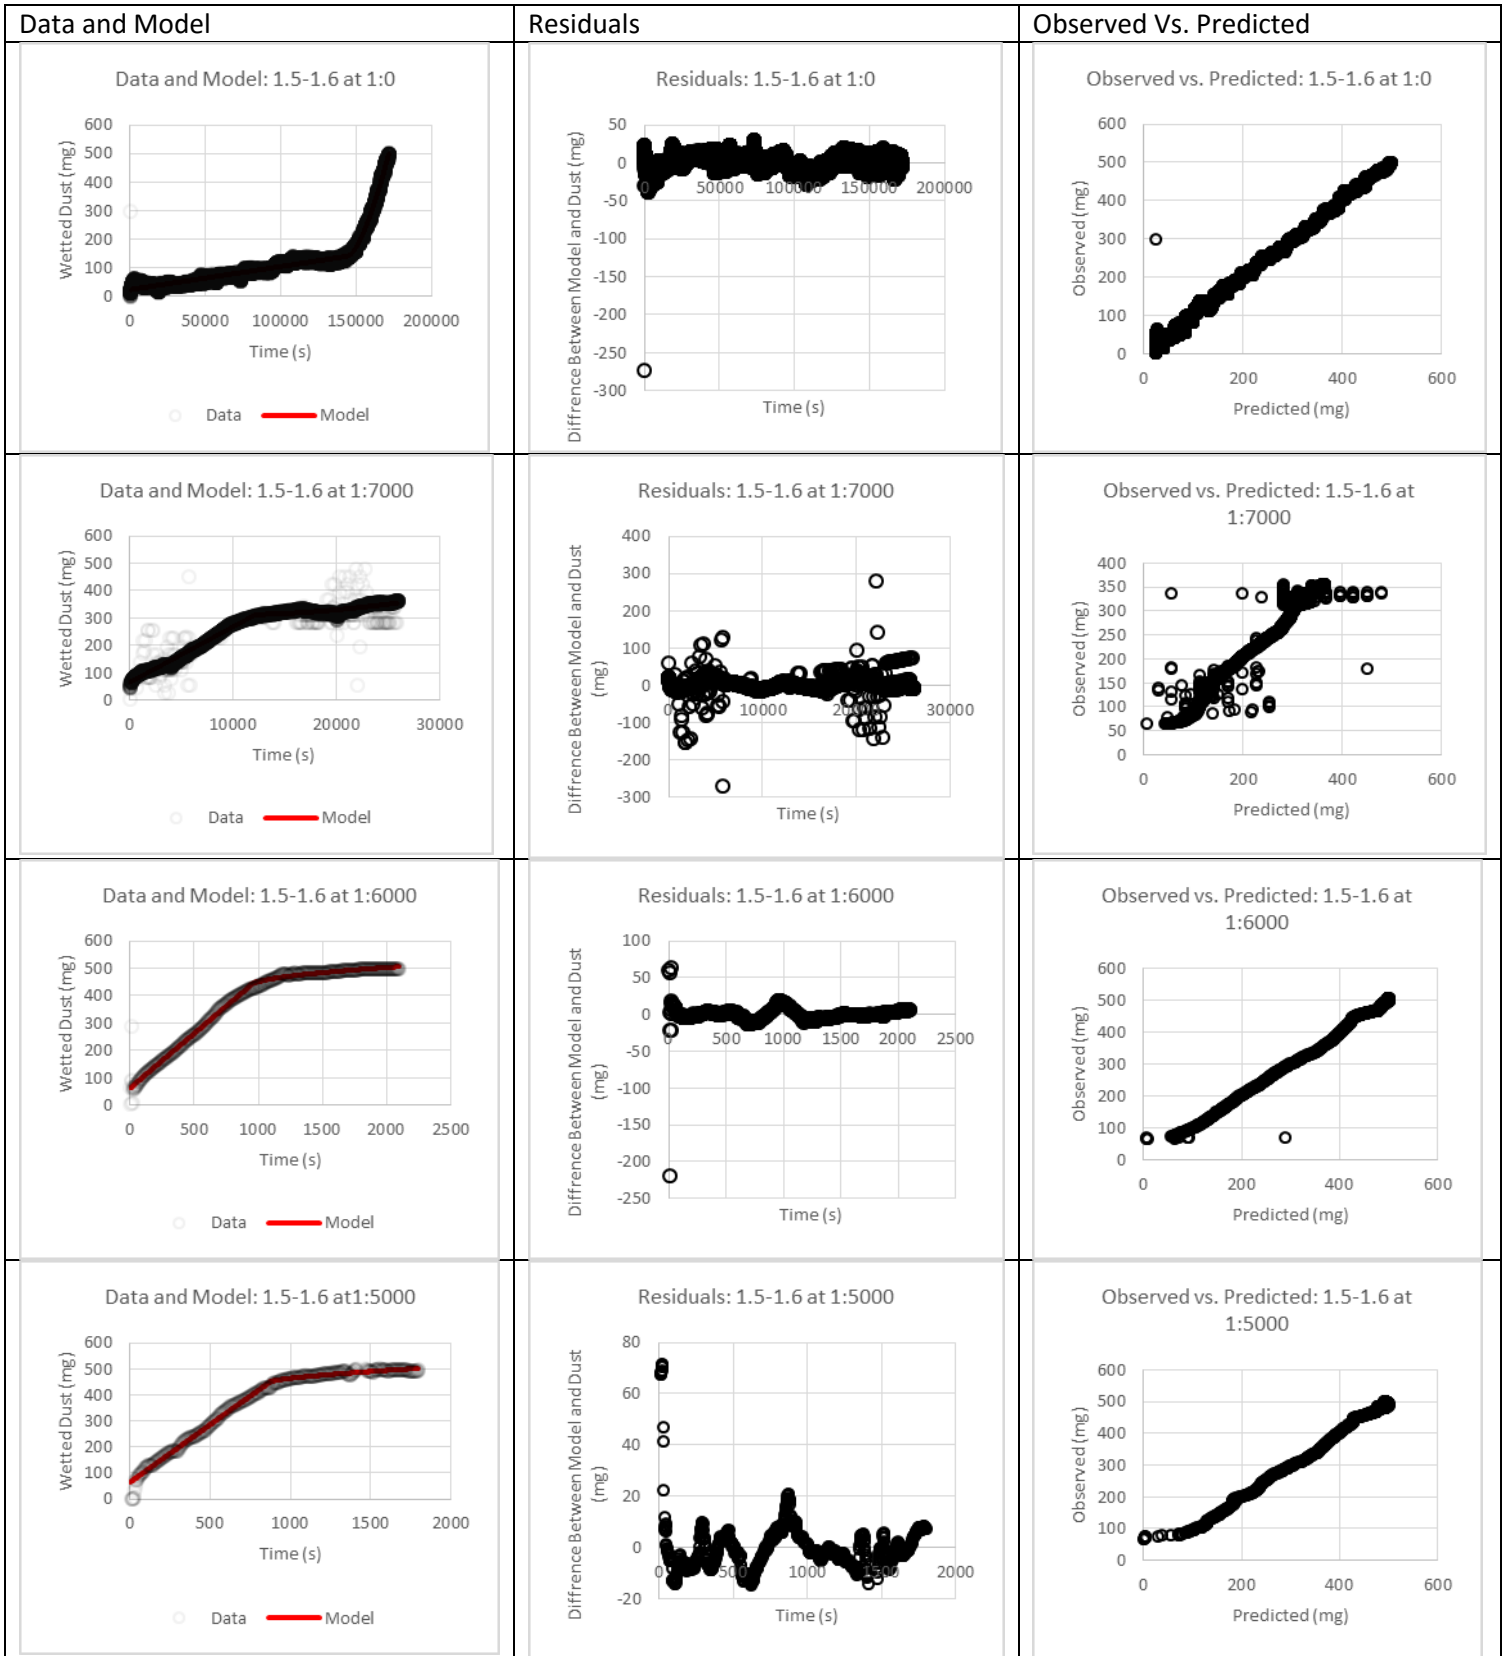 Data and Model
Residuals
Observed Vs. Predicted
Data and Model: 1.5-1.6 at 1:0
Wetted Dust (mg)
600
500
400
300
200
100
0
0 50000 100000 150000 200000
Time (s)
Data Model
Residuals: 1.5-1.6 at 1:0
Diffrence Between Model and Dust (mg)
50
0
-50
-100
-150
-200
-250
-300
0 50000 100000 150000 200000
Time (s)
Observed vs. Predicted: 1.5-1.6 at 1:0
Observed (mg)
600
500
400
300
200
100
0
0 200 400 600
Predicted (mg)
Data and Model: 1.5-1.6 at 1:7000
Wetted Dust (mg)
600
500
400
300
200
100
0
0 10000 20000 30000
Time (s)
Data Model
Residuals: 1.5-1.6 at 1:7000
Diffrence Between Model and Dust
(mg)
400
300
200
100
0
-100
-200
-300
0 10000 20000 30000
Time (s)
Observed vs. Predicted: 1.5-1.6 at
1:7000
Observed (mg)
400
350
300
250
200
150
100
50
0
0 200 400 600
Predicted (mg)
Data and Model: 1.5-1.6 at 1:6000
Wetted Dust (mg)
600
500
400
300
200
100
0
0 500 1000 1500 2000 2500
Time (s)
Data Model
Residuals: 1.5-1.6 at 1:6000
Diffrence Between Model and Dust
(mg)
100
50
0
-50
-100
-150
-200
-250
0 500 1000 1500 2000 2500
Time (s)
Observed vs. Predicted: 1.5-1.6 at
1:6000
Observed (mg)
600
500
400
300
200
100
0
0 200 400 600
Predicted (mg)
Data and Model: 1.5-1.6 at1:5000
Wetted Dust (mg)
600
500
400
300
200
100
0
0 500 1000 1500 2000
Time (s)
Data Model
Residuals: 1.5-1.6 at 1:5000
Diffrence Between Model and Dust
(mg)
80
60
40
20
0
-20
0 500 1000 1500 2000
Time (s)
Observed vs. Predicted: 1.5-1.6 at
1:5000
Observed (mg)
600
500
400
300
200
100
0
0 200 400 600
Predicted (mg)